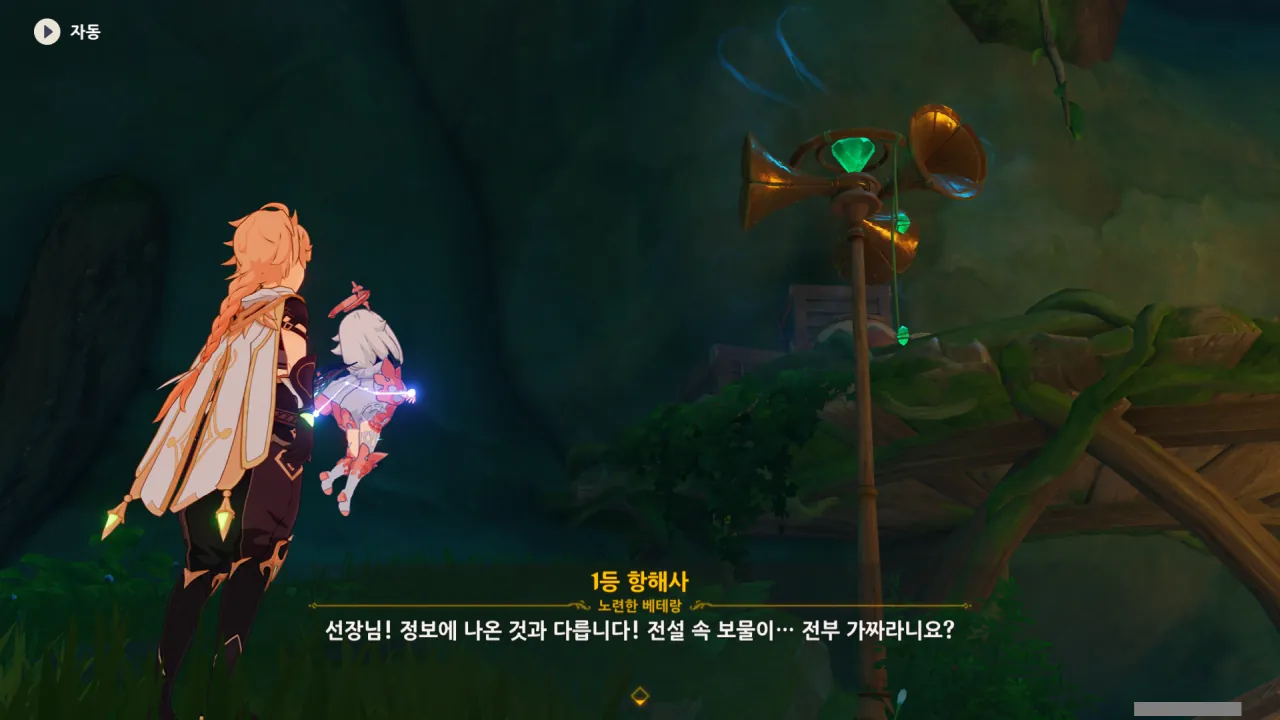 자동
1등 항해사
노련한 베테랑
선장님! 정보에 나온 것과 다릅니다! 전설 속 보물이… 전부 가짜라니요?